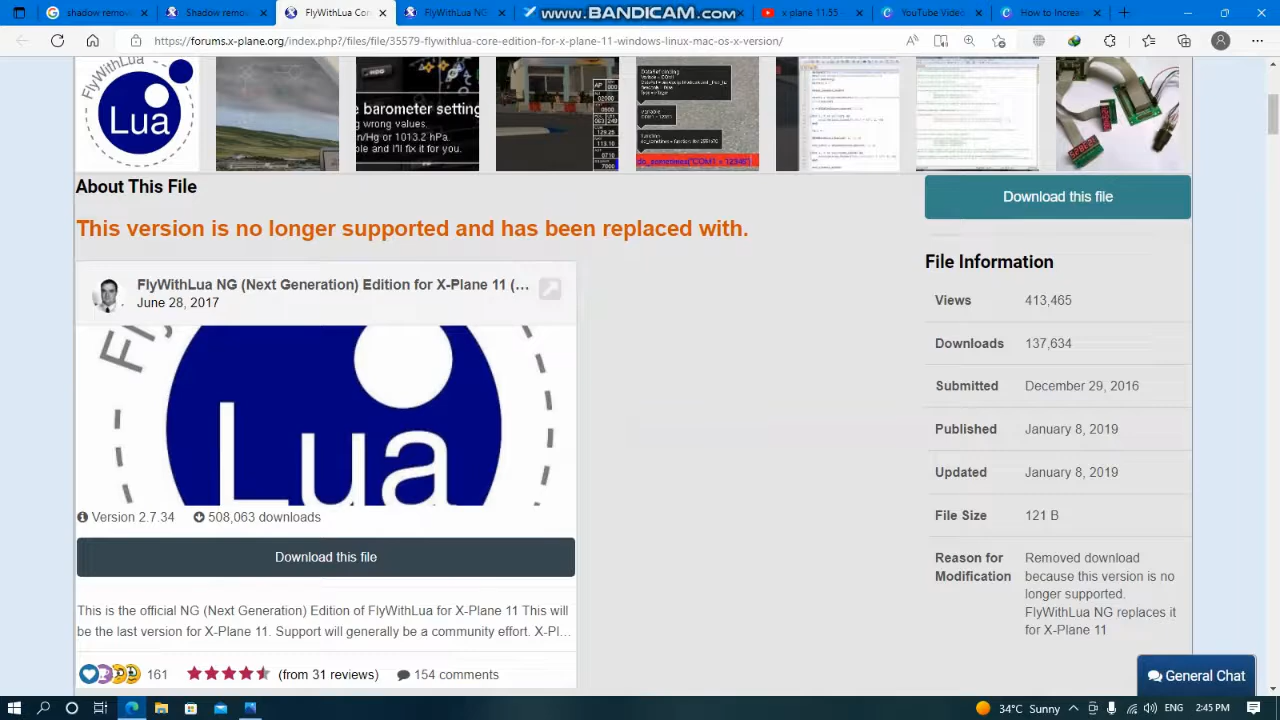 shadow remov
Shadow remo
FlyWithLua Co
FlyWithLua NG
www.BANDICAM.com
x plane 11:55
YouTube Vide
How to Increa
https://forums.x-plane.org/index.php?/files/file/35579-flywithlua-core-edition-for-x-plane-11-windows-linux-mac-os-x-version/
e barometer setting
g wrong values.
n/Hg or 1013.2 hPa.
ole and I'll fix it for you.
do_sometimes("COM1 = 12345")
About This File
Download this file
This version is no longer supported and has been replaced with.
FlyWithLua NG (Next Generation) Edition for X-Plane 11 (...
June 28, 2017
Lua
Version 2.7.34
508,063 downloads
Download this file
This is the official NG (Next Generation) Edition of FlyWithLua for X-Plane 11 This will
be the last version for X-Plane 11. Support will generally be a community effort. X-Pl...
161
(from 31 reviews)
154 comments
File Information
Views 413,465
Downloads 137,634
Submitted December 29, 2016
Published January 8, 2019
Updated January 8, 2019
File Size 121 B
Reason for Modification Removed download
because this version is no
longer supported.
FlyWithLua NG replaces it
for X-Plane 11
General Chat
34°C Sunny
ENG
2:45 PM